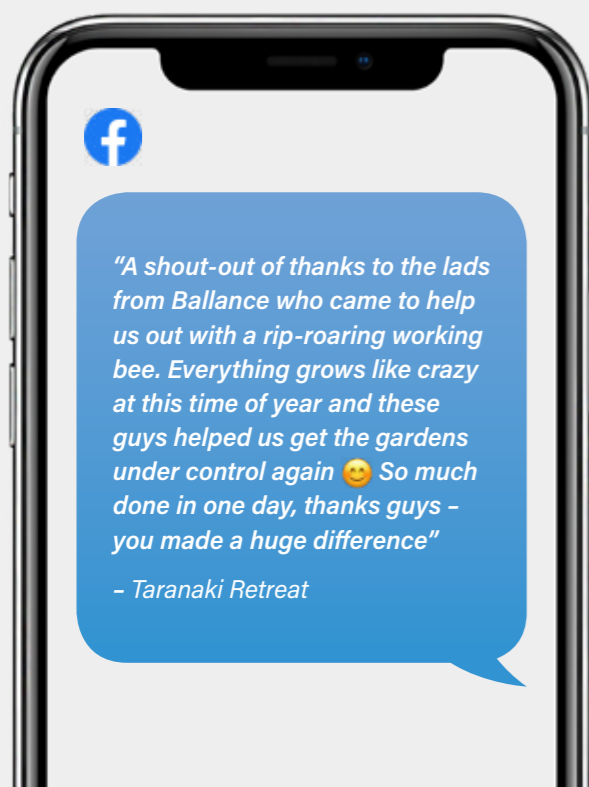 “A shout-out of thanks to the lads
from Ballance who came to help
us out with a rip-roaring working
bee. Everything grows like crazy
at this time of year and these
guys helped us get the gardens
under control again 😊 So much
done in one day, thanks guys –
you made a huge difference”
– Taranaki Retreat